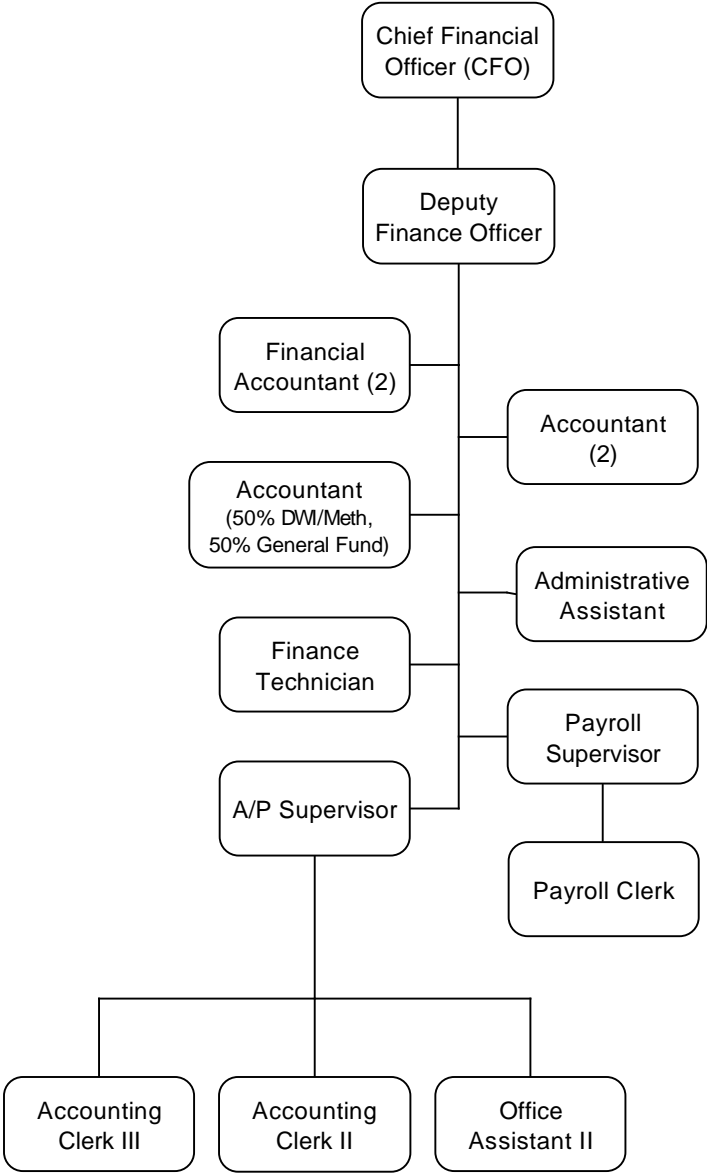 Chief Financial
Officer (CFO)
Deputy
Finance Officer
Financial
Accountant (2)
Accountant
(2)
Accountant
(50% DWI/Meth,
50% General Fund)
Administrative
Assistant
Finance
Technician
Payroll
Supervisor
A/P Supervisor
Payroll Clerk
Accounting
Clerk III
Accounting
Clerk II
Office
Assistant II